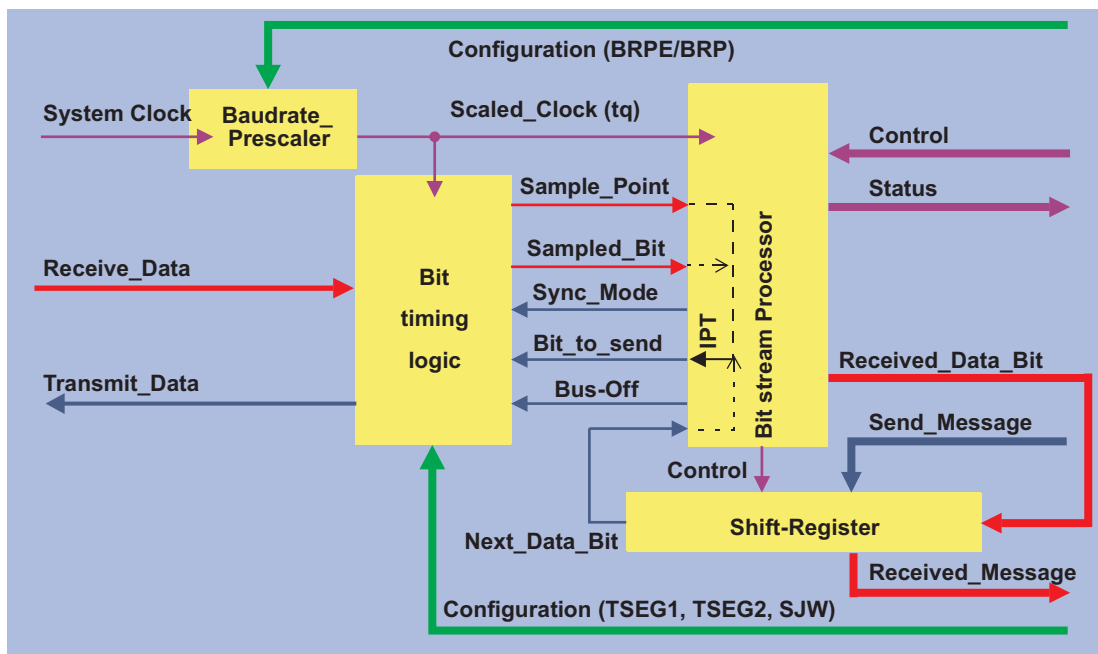 Configuration (BRPE/BRP)
System Clock
Baudrate_
Prescaler
Scaled_Clock (tq)
Control
Status
Sample_Point
Sampled_Bit
Receive_Data
Bit
timing
logic
Sync_Mode
Bit_to_send
IPT
Bit stream Processor
Bus-Off
Transmit_Data
Received_Data_Bit
Send_Message
Control
Shift-Register
Next_Data_Bit
Received_Message
Configuration (TSEG1, TSEG2, SJW)